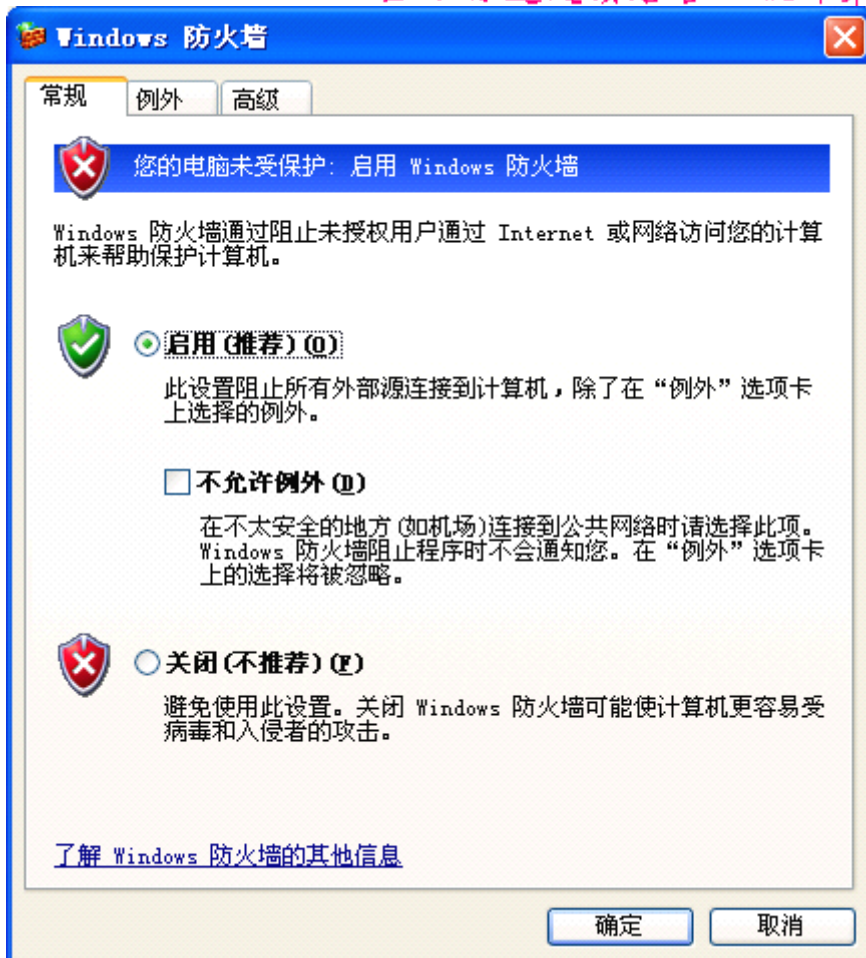 Windows 防火墙
常规 例外 高级
您的电脑未受保护: 启用 Windows 防火墙
Windows 防火墙通过阻止未授权用户通过 Internet 或网络访问您的计算
机来帮助保护计算机。
启用(推荐)(O)
此设置阻止所有外部源连接到计算机，除了在“例外”选项卡
上选择的例外。
不允许例外(D)
在不太安全的地方(如机场)连接到公共网络时请选择此项。
Windows 防火墙阻止程序时不会通知您。在“例外”选项卡
上的选择将被忽略。
关闭(不推荐)(F)
避免使用此设置。关闭 Windows 防火墙可能使计算机更容易受
病毒和入侵者的攻击。
了解 Windows 防火墙的其他信息
确定 取消